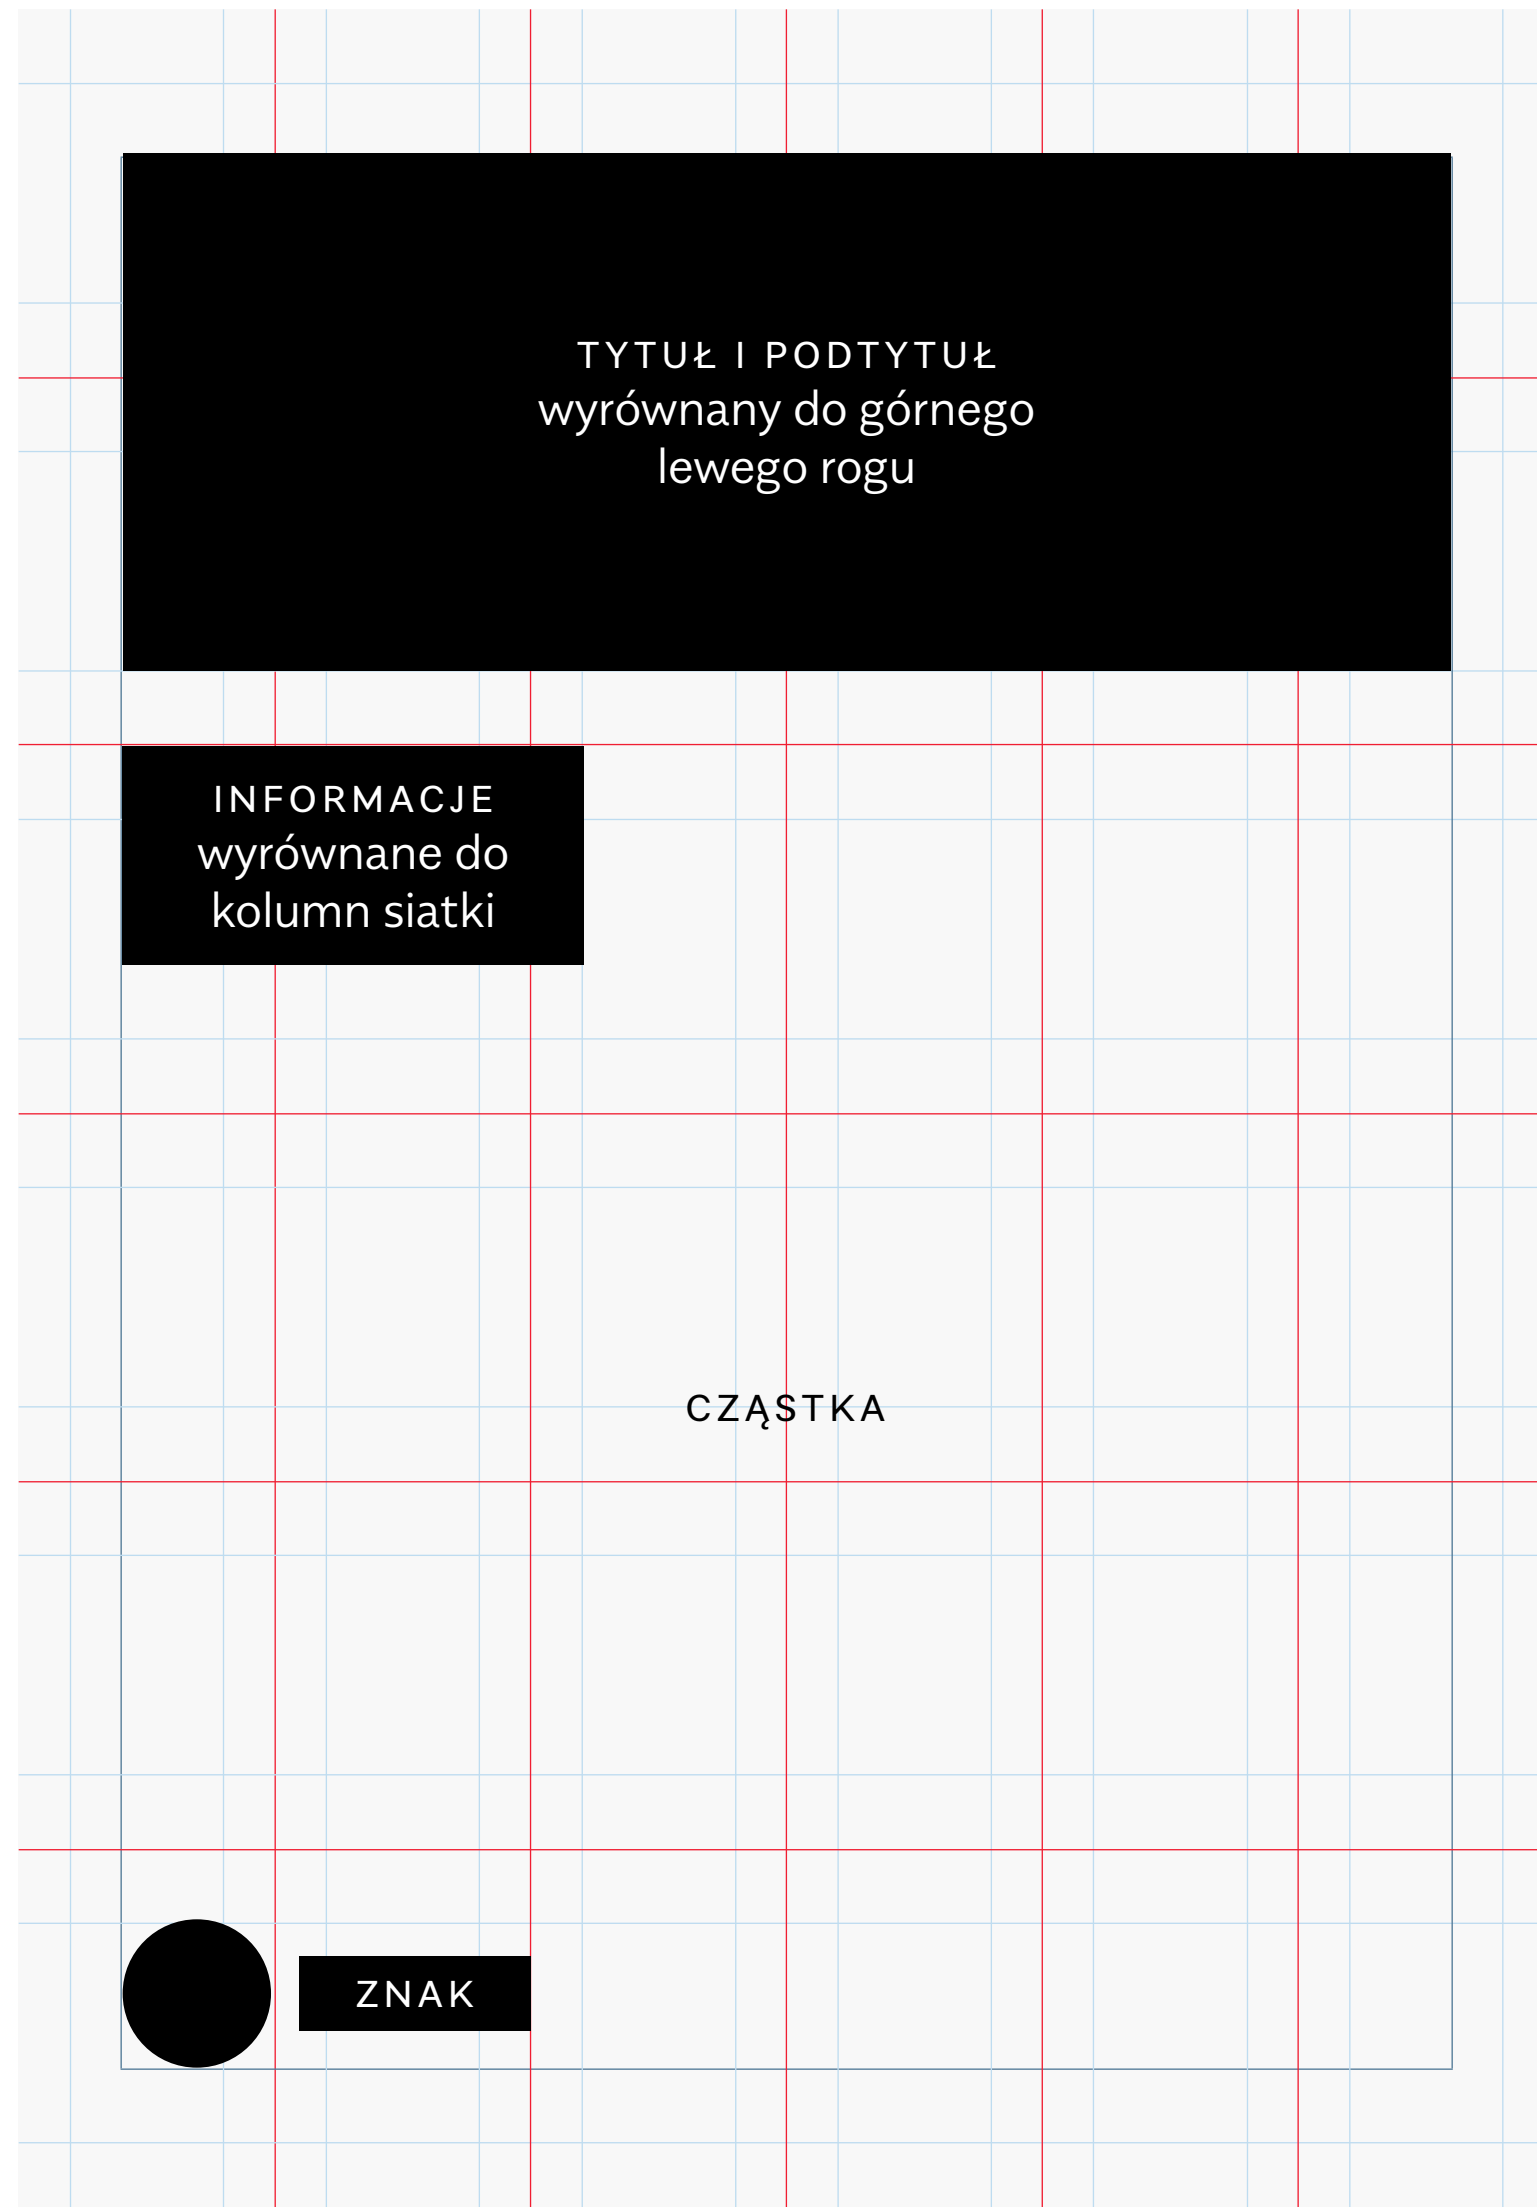 TYTUŁ I PODTYTUŁ
wyrównany do górnego
lewego rogu
INFORMACJE
wyrównane do
kolumn siatki
CZĄSTKA
ZNAK